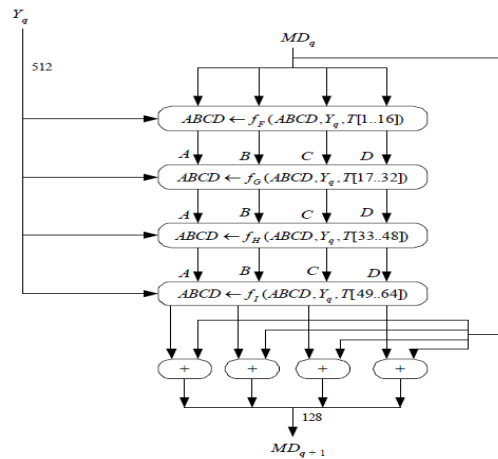 Y_q
512
MD_q
ABCD ← f_F(ABCD, Y_q, T[1..16])
A B C D
ABCD ← f_G(ABCD, Y_q, T[17..32])
A B C D
ABCD ← f_H(ABCD, Y_q, T[33..48])
A B C D
ABCD ← f_I(ABCD, Y_q, T[49..64])
+ + + +
128
MD_{q+1}